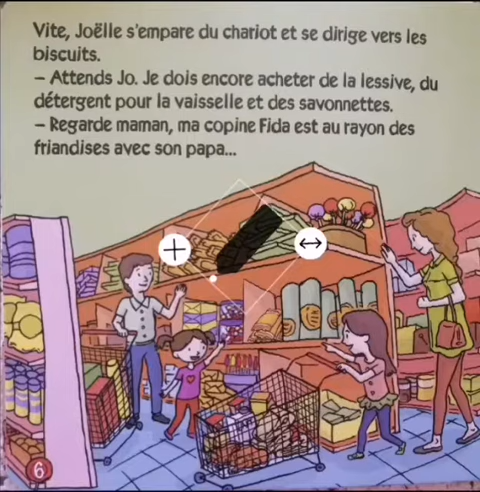 Vite, Joëlle s'empare du chariot et se dirige vers les
biscuits.
– Attends Jo. Je dois encore acheter de la lessive, du
détergent pour la vaisselle et des savonnettes.
– Regarde maman, ma copine Fida est au rayon des
friandises avec son papa...
6